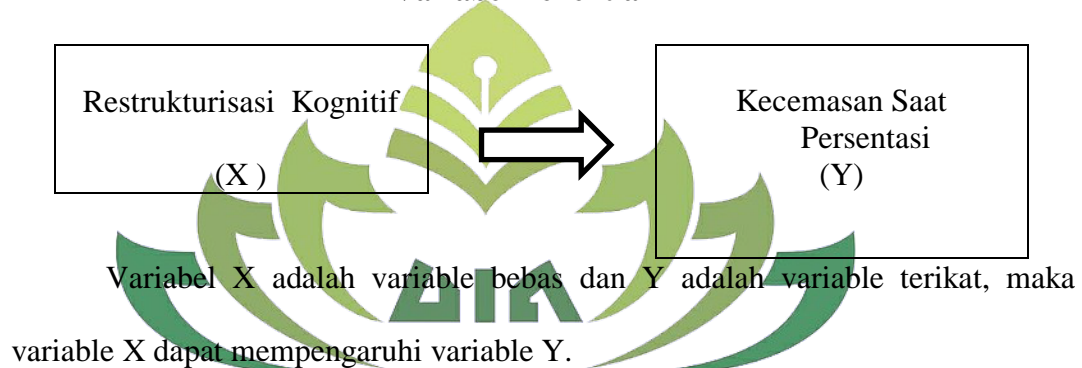 Restrukturisasi Kognitif
(X )
Kecemasan Saat
Persentasi
(Y)
Variabel X adalah variable bebas dan Y adalah variable terikat, maka
variable X dapat mempengaruhi variable Y.